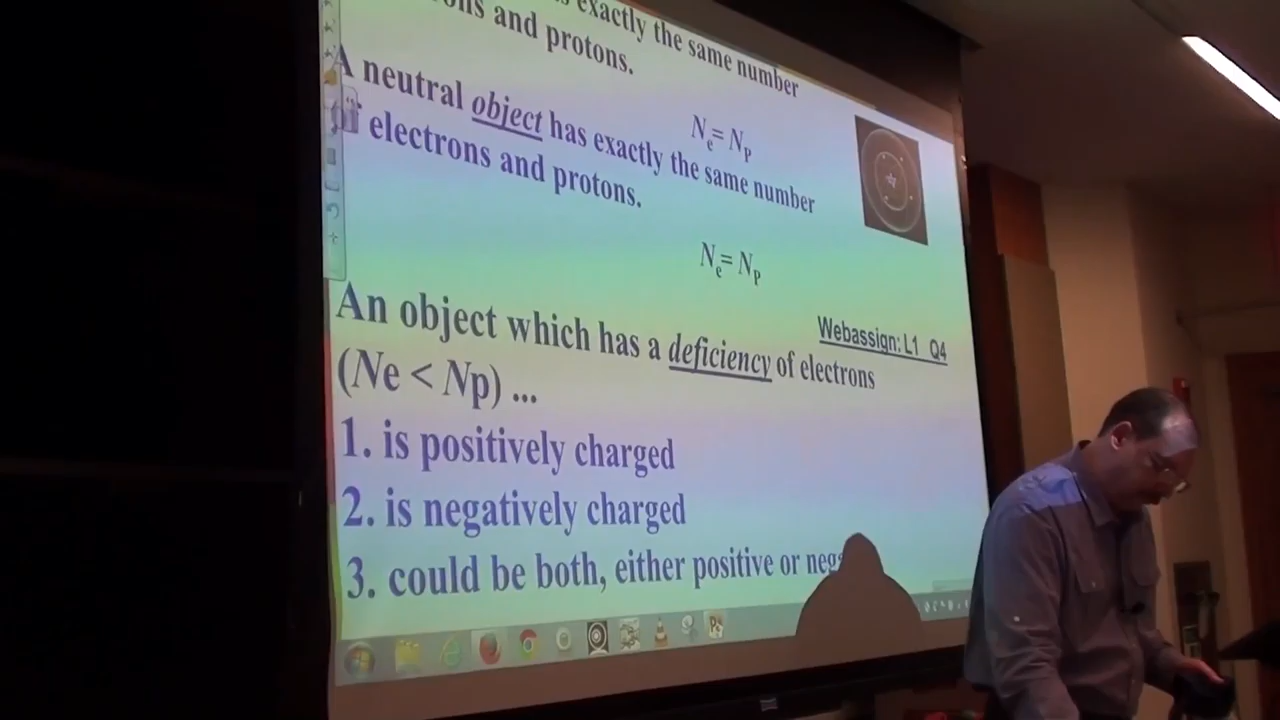 exactly the same number
and protons.
Ne= Np
A neutral object has exactly the same number
electrons and protons.
Ne= Np
Webassign: L1 Q4
An object which has a deficiency of electrons
(Ne < Np) ...
1. is positively charged
2. is negatively charged
3. could be both, either positive or neg